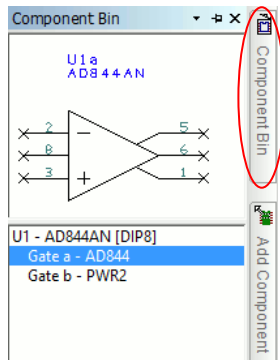 Component Bin
U1a
AD844AN
2
8
3
−
+
5
6
1
U1 - AD844AN [DIP8]
Gate a - AD844
Gate b - PWR2
Component Bin
Add Component